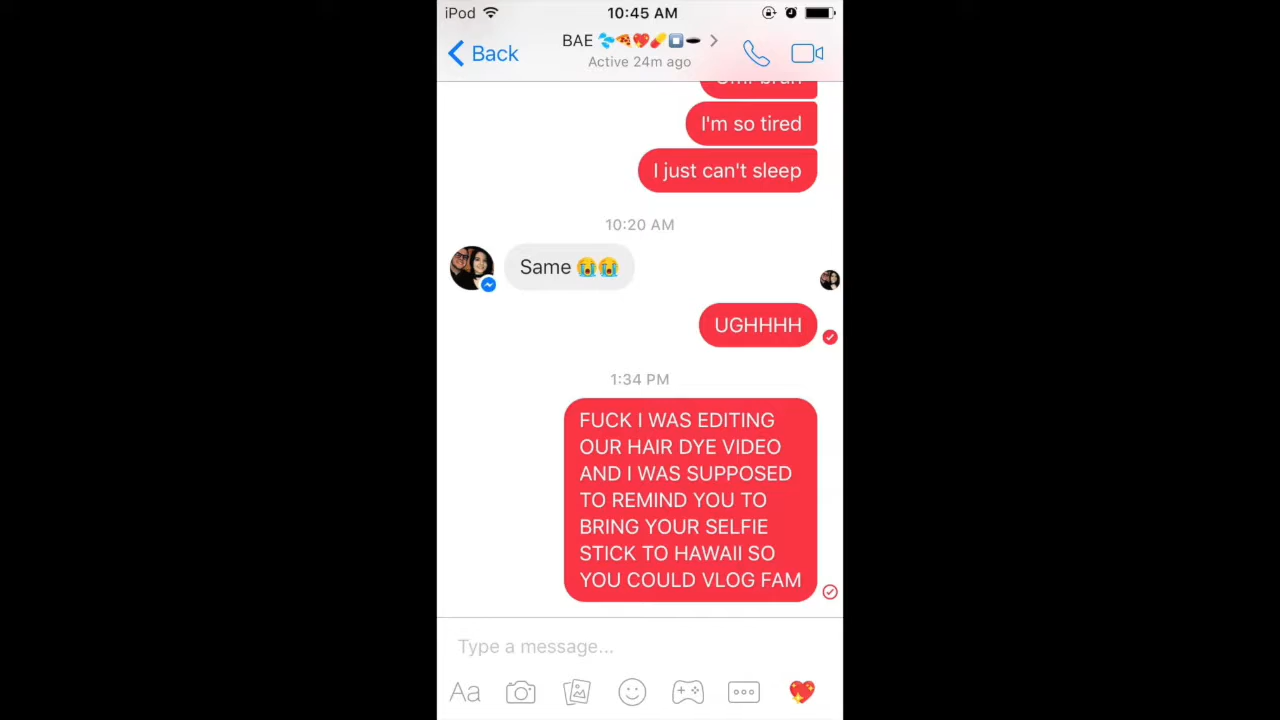 iPod 10:45 AM
Back
BAE 💦🍕💖💊⏹🕳
Active 24m ago
I'm so tired
I just can't sleep
10:20 AM
Same 😭😭
UGHHHH
1:34 PM
FUCK I WAS EDITING
OUR HAIR DYE VIDEO
AND I WAS SUPPOSED
TO REMIND YOU TO
BRING YOUR SELFIE
STICK TO HAWAII SO
YOU COULD VLOG FAM
Type a message...
Aa